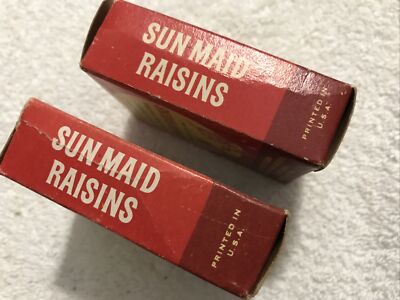 SUN MAID
RAISINS
PRINTED IN
U.S.A.
SUN MAID
RAISINS
PRINTED IN
U.S.A.